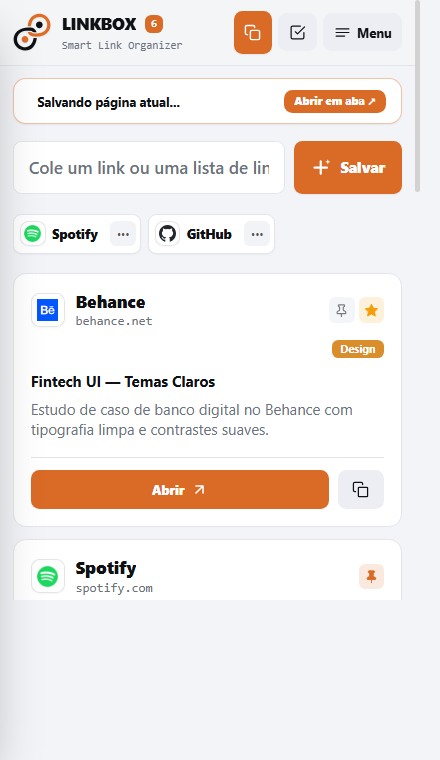 LINKBOX 6
Smart Link Organizer
Menu
Salvando página atual...
Abrir em aba ↗
Cole um link ou uma lista de lin
Salvar
Spotify ...
GitHub ...
Bē
Behance
behance.net
Design
Fintech UI — Temas Claros
Estudo de caso de banco digital no Behance com
tipografia limpa e contrastes suaves.
Abrir
Spotify
spotify.com